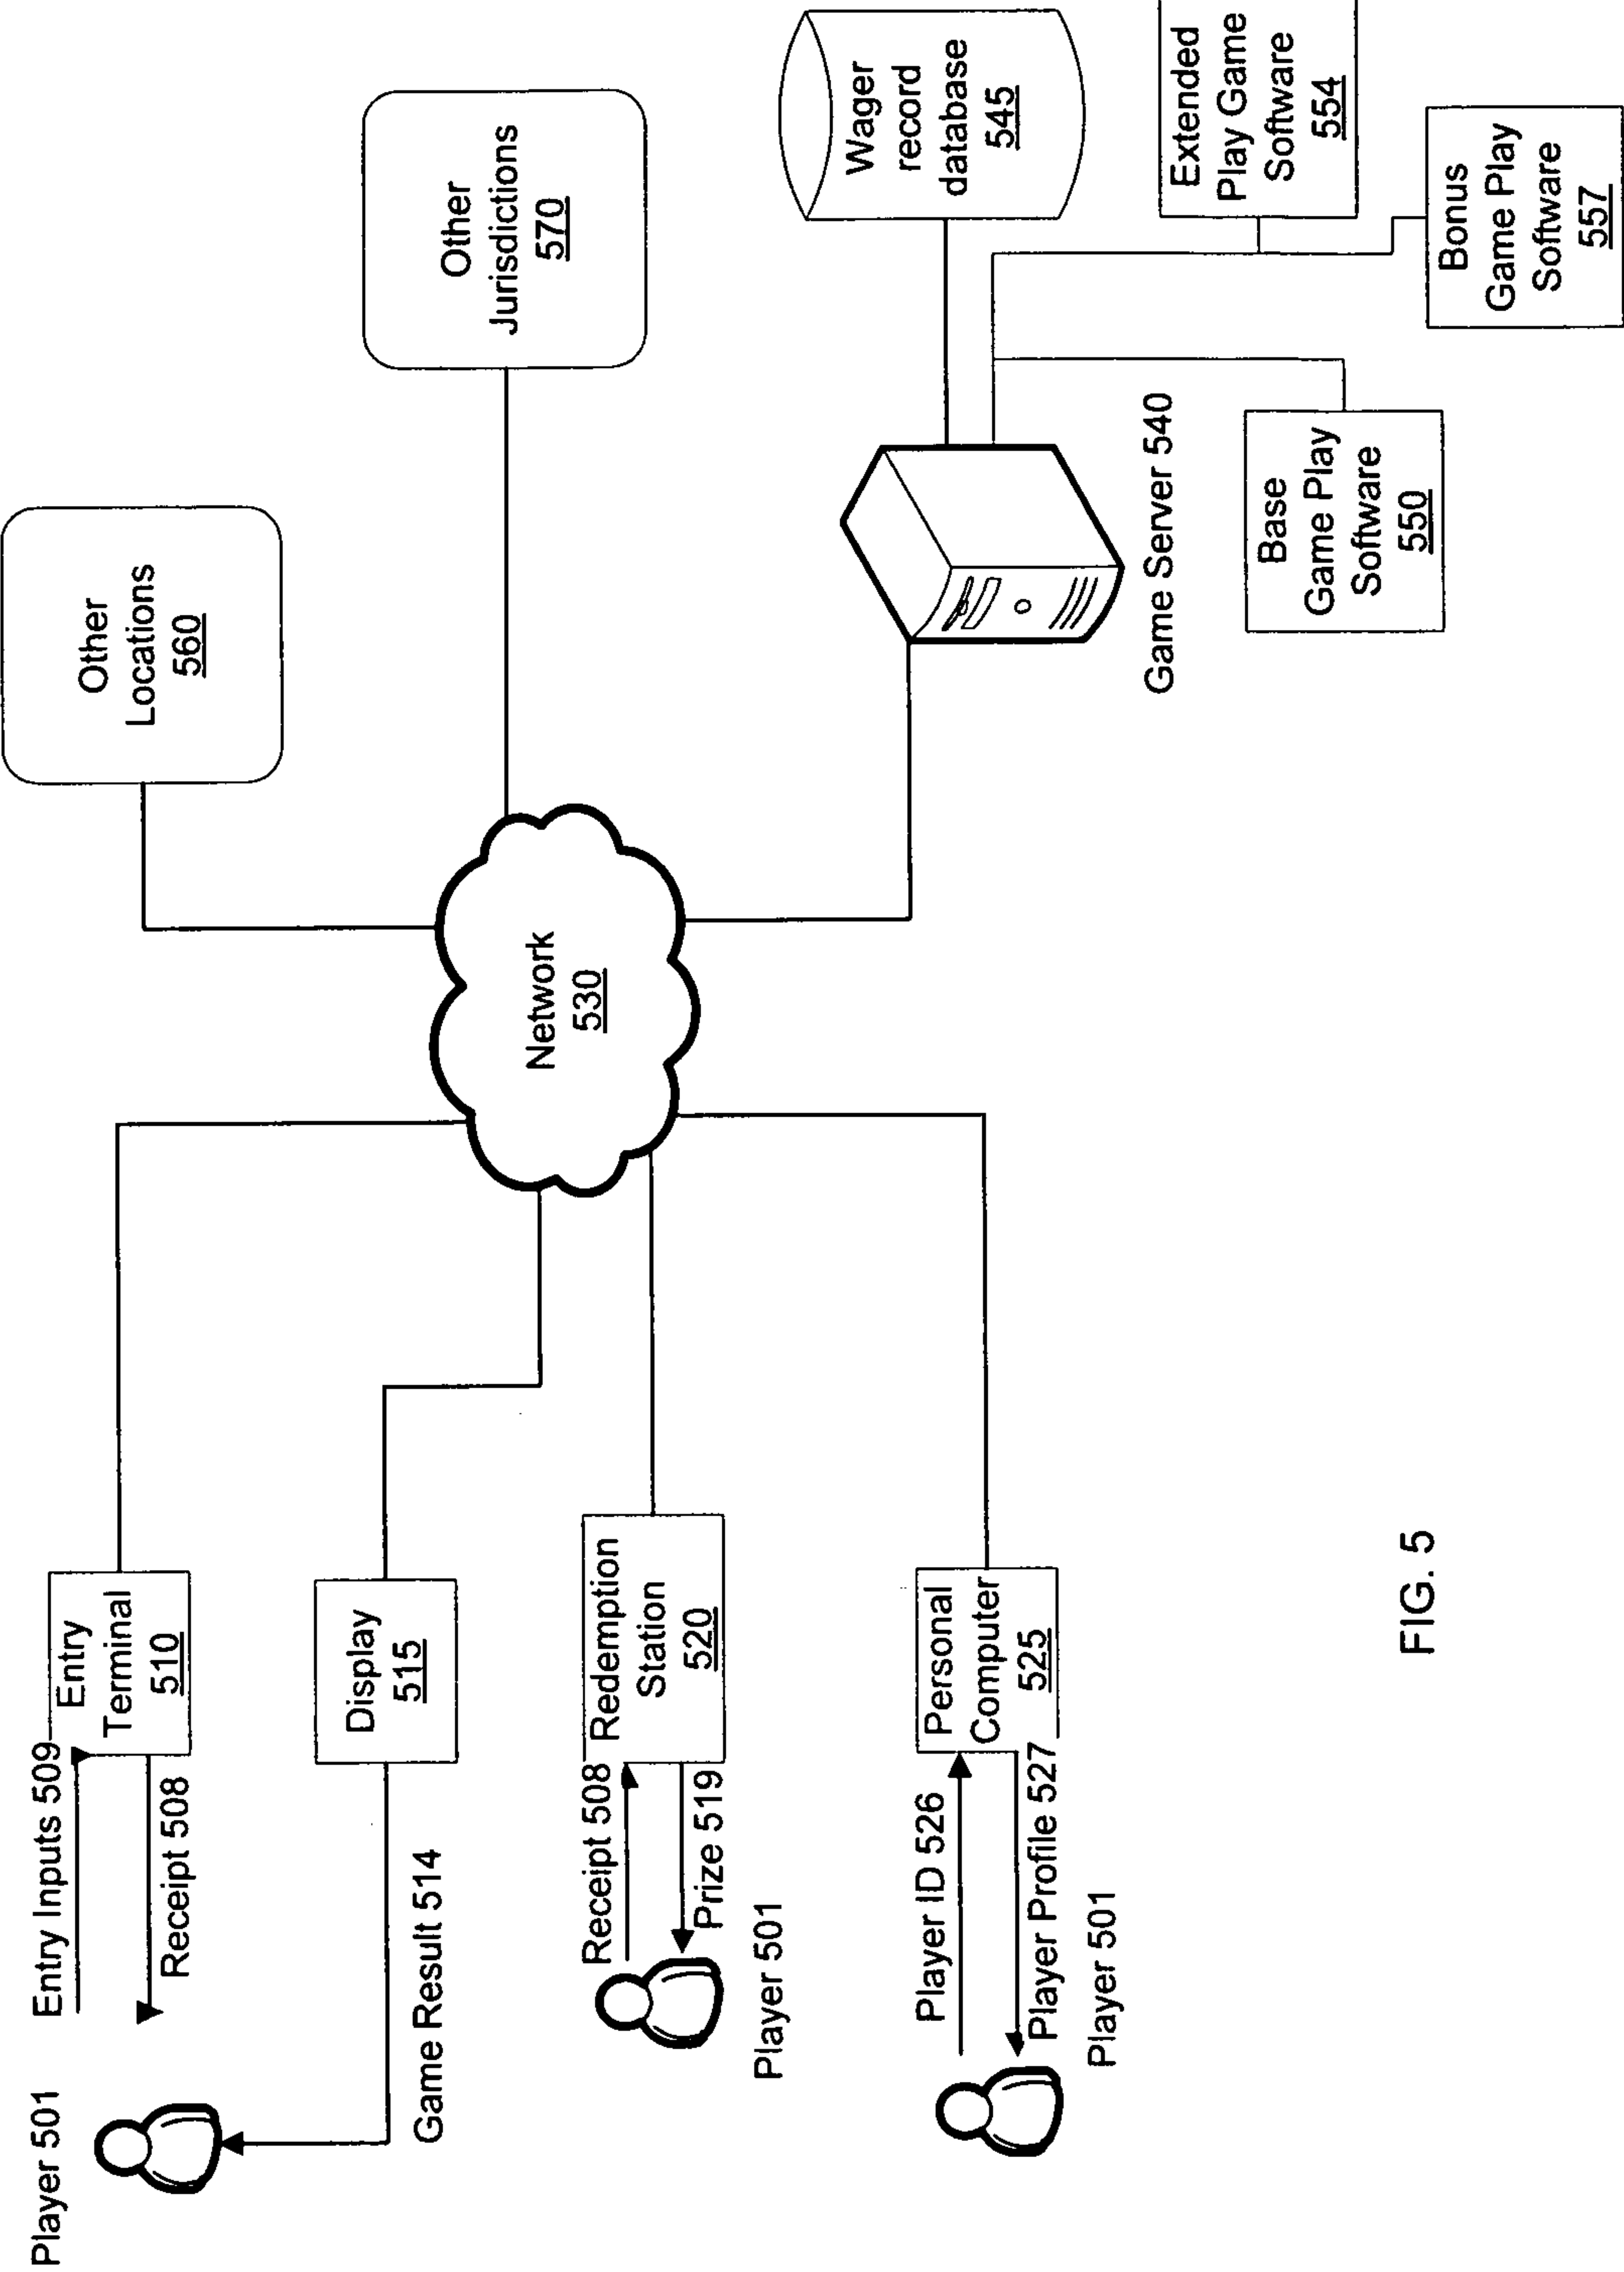 Player 501
Entry Inputs 509
Receipt 508
Entry
Terminal
510
Game Result 514
Display
515
Receipt 508
Prize 519
Player 501
Redemption
Station
520
Player ID 526
Player Profile 527
Player 501
Personal
Computer
525
Network
530
Other
Locations
560
Other
Jurisdictions
570
Game Server 540
Wager
record
database
545
Base
Game Play
Software
550
Extended
Play Game
Software
554
Bonus
Game Play
Software
557
FIG. 5